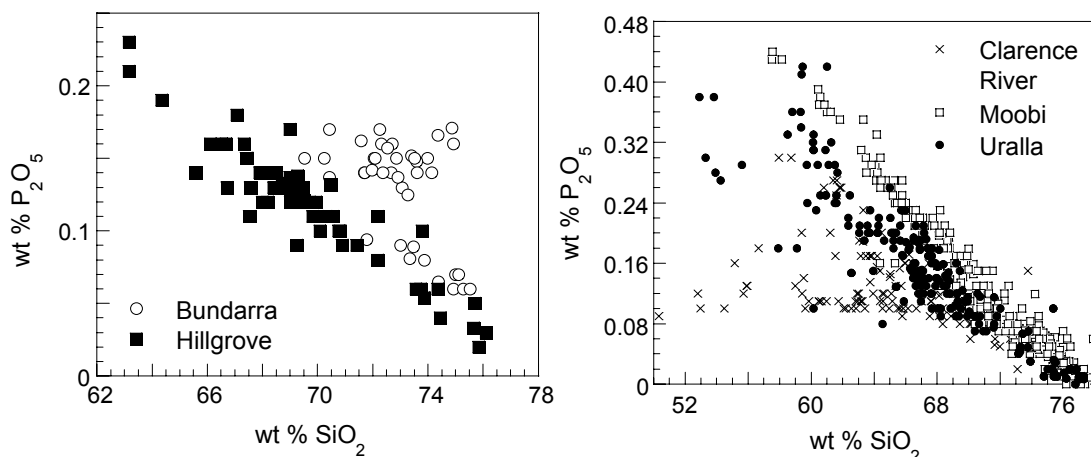 wt % P₂O₅
0.2
0.1
0
62
66
70
74
78
wt % SiO₂
Bundarra
Hillgrove
wt % P₂O₅
0.48
0.40
0.32
0.24
0.16
0.08
0
52
60
68
76
wt % SiO₂
Clarence
River
Moobi
Uralla